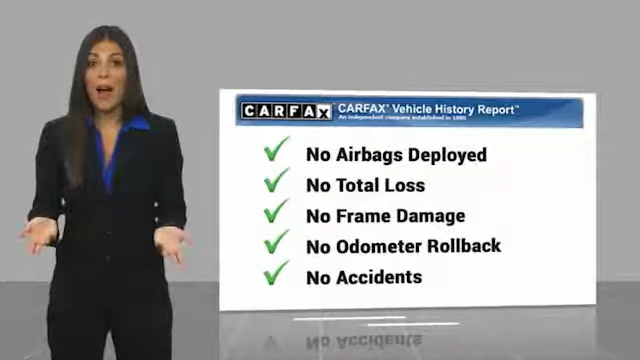 CARFAX
CARFAX Vehicle History Report™
An independent company established in 1986
No Airbags Deployed
No Total Loss
No Frame Damage
No Odometer Rollback
No Accidents